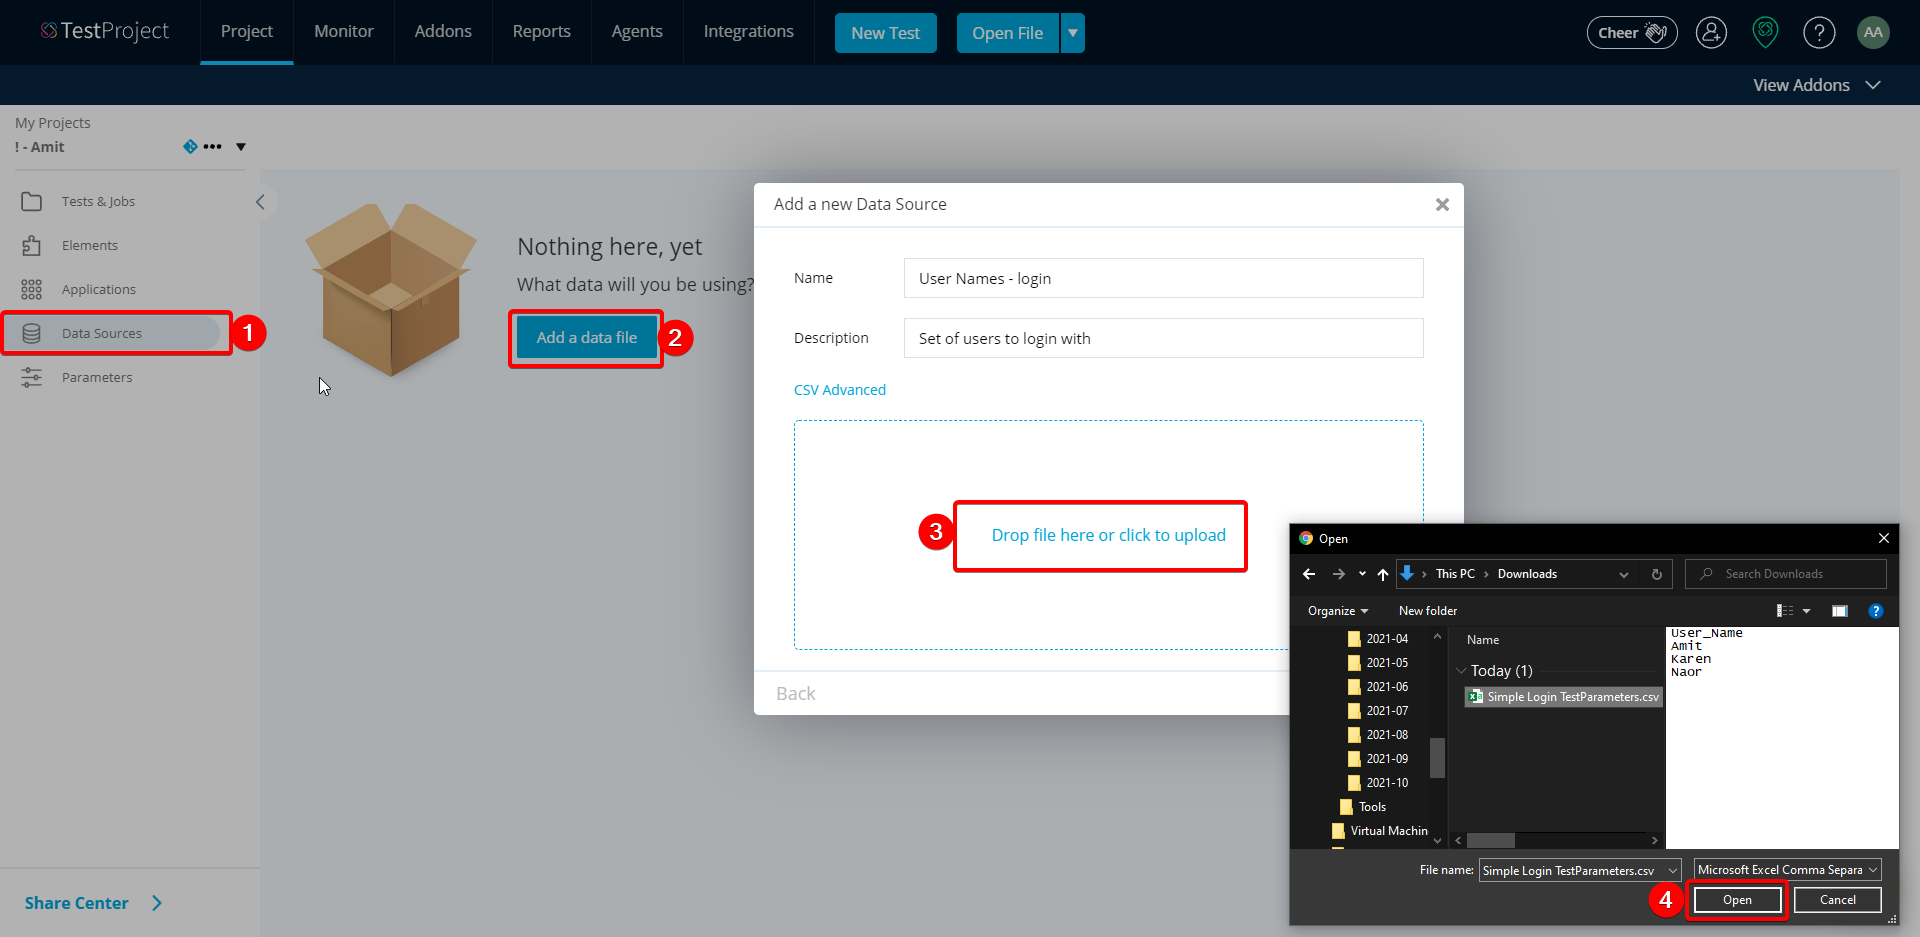 TestProject
Project
Monitor
Addons
Reports
Agents
Integrations
New Test
Open File
Cheer
?
AA
View Addons
My Projects
! - Amit
Tests & Jobs
Elements
Applications
Data Sources
1
Parameters
Share Center
Nothing here, yet
What data will you be using?
Add a data file
2
Add a new Data Source
Name
User Names - login
Description
Set of users to login with
CSV Advanced
3
Drop file here or click to upload
Back
Open
This PC
Downloads
Search Downloads
Organize
New folder
?
2021-04
2021-05
2021-06
2021-07
2021-08
2021-09
2021-10
Tools
Virtual Machin
Name
Today (1)
Simple Login TestParameters.csv
User_Name
Amit
Karen
Naor
File name:
Simple Login TestParameters.csv
Microsoft Excel Comma Separa
4
Open
Cancel